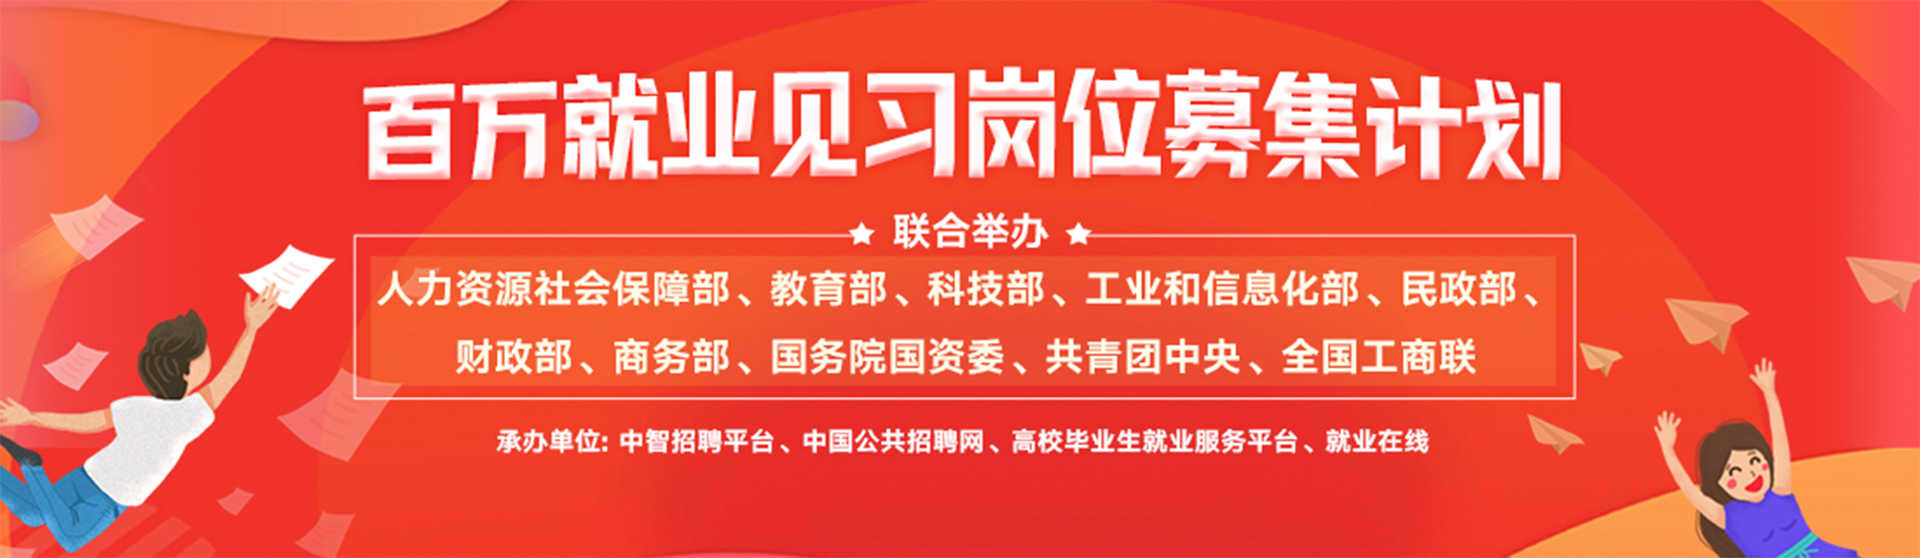 百万就业见习岗位募集计划
★ 联合举办 ★
人力资源社会保障部、教育部、科技部、工业和信息化部、民政部、
财政部、商务部、国务院国资委、共青团中央、全国工商联
承办单位: 中智招聘平台、中国公共招聘网、高校毕业生就业服务平台、就业在线